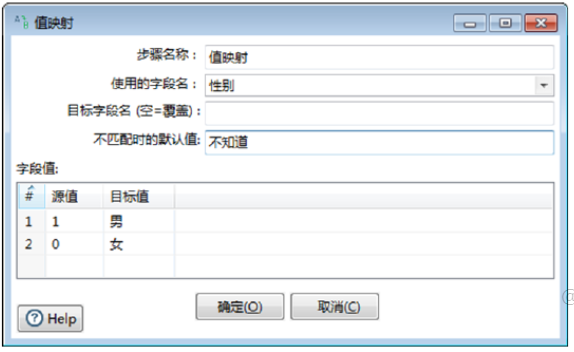 值映射
步骤名称： 值映射
使用的字段名： 性别
目标字段名 (空=覆盖)：
不匹配时的默认值: 不知道
字段值:
# 源值 目标值
1 1 男
2 0 女
确定(O) 取消(C)
Help
@